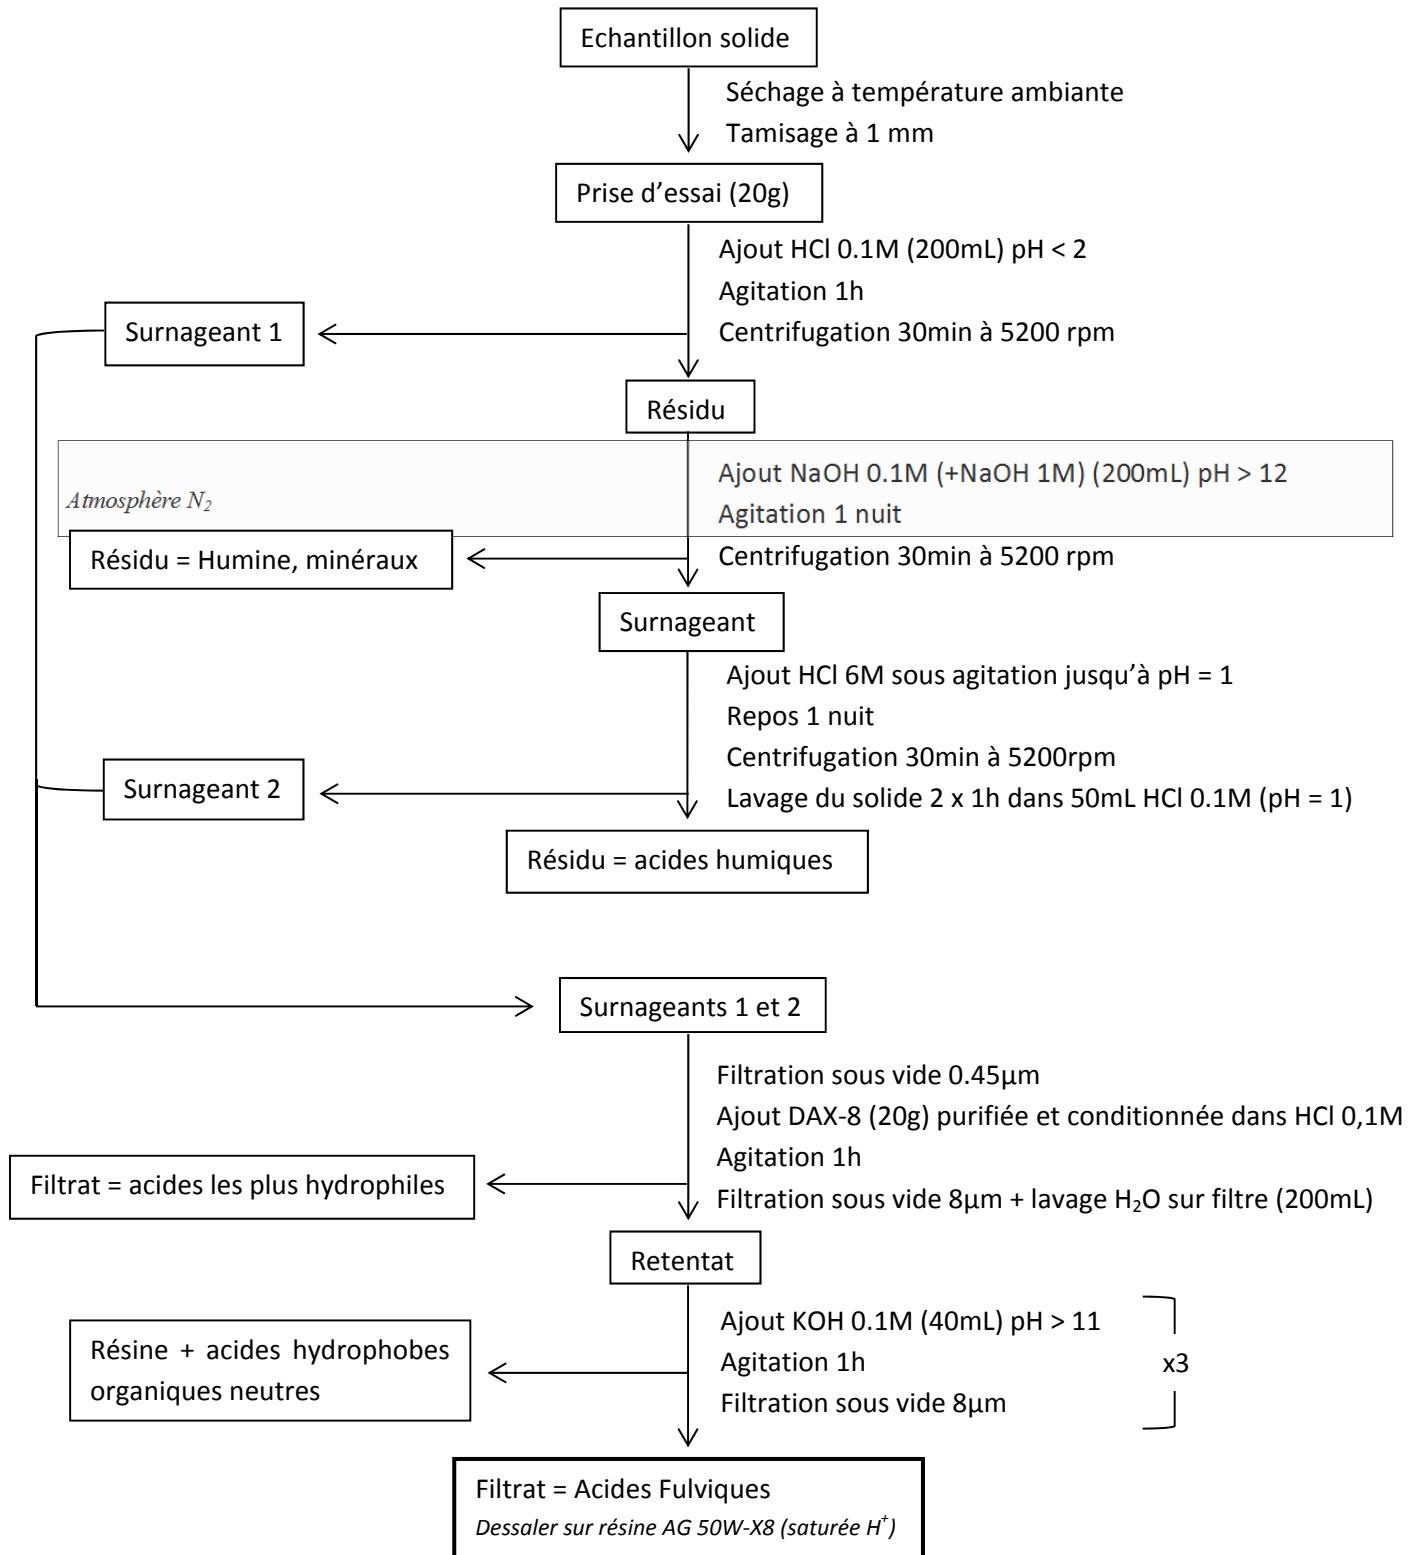 Echantillon solide
Séchage à température ambiante
Tamisage à 1 mm
Prise d'essai (20g)
Ajout HCl 0.1M (200mL) pH < 2
Agitation 1h
Centrifugation 30min à 5200 rpm
Surnageant 1
Résidu
Ajout NaOH 0.1M (+NaOH 1M) (200mL) pH > 12
Atmosphère N₂
Agitation 1 nuit
Centrifugation 30min à 5200 rpm
Résidu = Humine, minéraux
Surnageant
Ajout HCl 6M sous agitation jusqu'à pH = 1
Repos 1 nuit
Centrifugation 30min à 5200rpm
Lavage du solide 2 x 1h dans 50mL HCl 0.1M (pH = 1)
Surnageant 2
Résidu = acides humiques
Surnageants 1 et 2
Filtration sous vide 0.45µm
Ajout DAX-8 (20g) purifiée et conditionnée dans HCl 0,1M
Agitation 1h
Filtration sous vide 8µm + lavage H₂O sur filtre (200mL)
Filtrat = acides les plus hydrophiles
Retentat
Ajout KOH 0.1M (40mL) pH > 11
Agitation 1h
Filtration sous vide 8µm
x3
Résine + acides hydrophobes
organiques neutres
Filtrat = Acides Fulviques
Dessaler sur résine AG 50W-X8 (saturée H⁺)